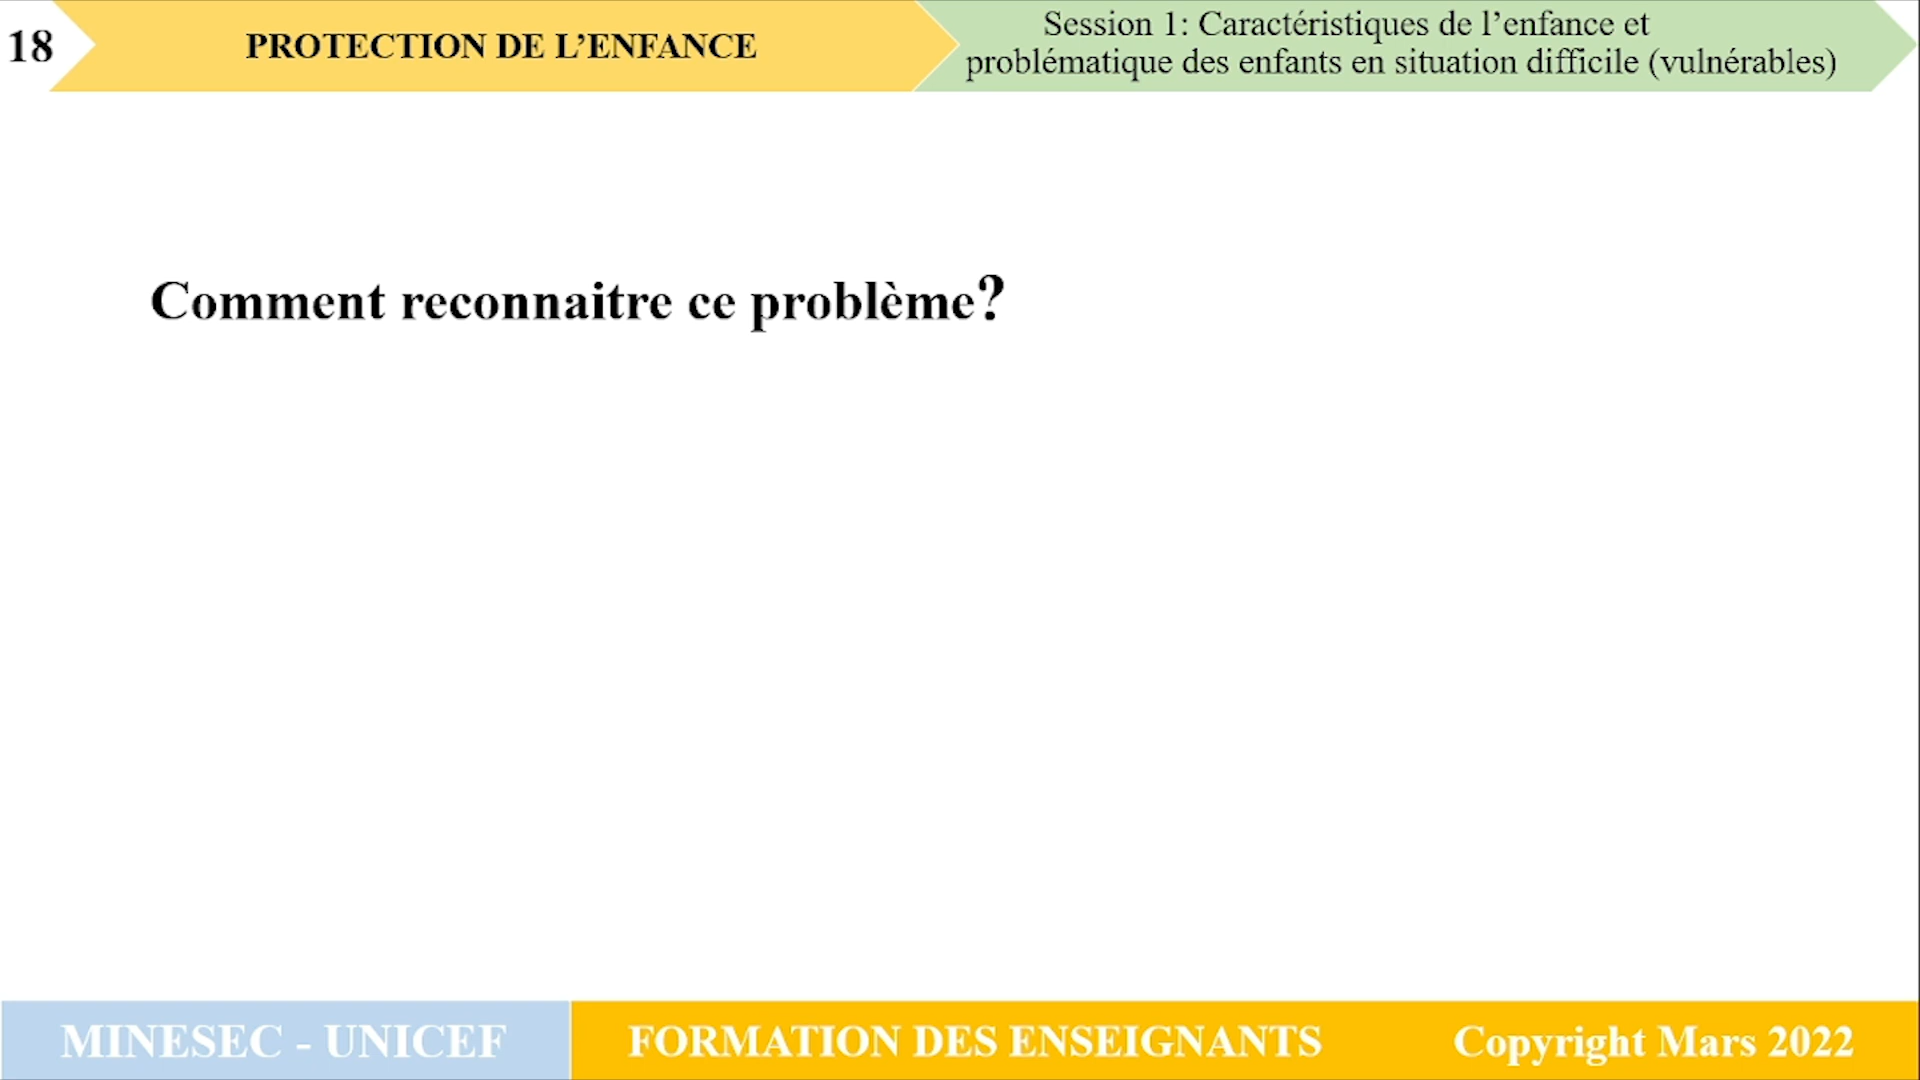 18
PROTECTION DE L’ENFANCE
Session 1: Caractéristiques de l’enfance et
problématique des enfants en situation difficile (vulnérables)
Comment reconnaitre ce problème?
MINESEC - UNICEF
FORMATION DES ENSEIGNANTS
Copyright Mars 2022